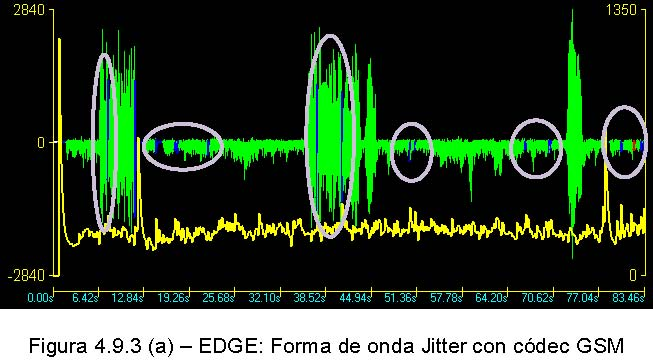 2840
1350
0
-2840
0
0.00s 6.42s 12.84s 19.26s 25.68s 32.10s 38.52s 44.94s 51.36s 57.78s 64.20s 70.62s 77.04s 83.46s
Figura 4.9.3 (a) – EDGE: Forma de onda Jitter con códec GSM